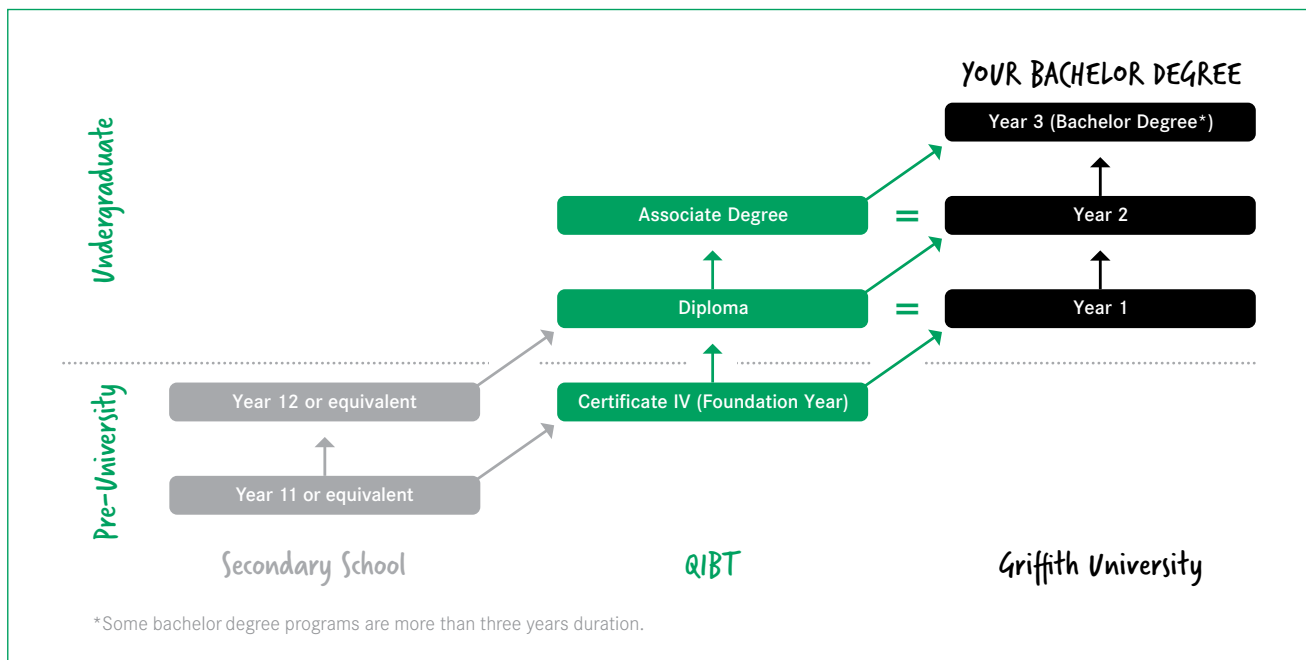 YOUR BACHELOR DEGREE
Undergraduate
Year 3 (Bachelor Degree*)
Associate Degree
=
Year 2
Diploma
=
Year 1
Pre-University
Year 12 or equivalent
Certificate IV (Foundation Year)
Year 11 or equivalent
Secondary School
QIBT
Griffith University
*Some bachelor degree programs are more than three years duration.